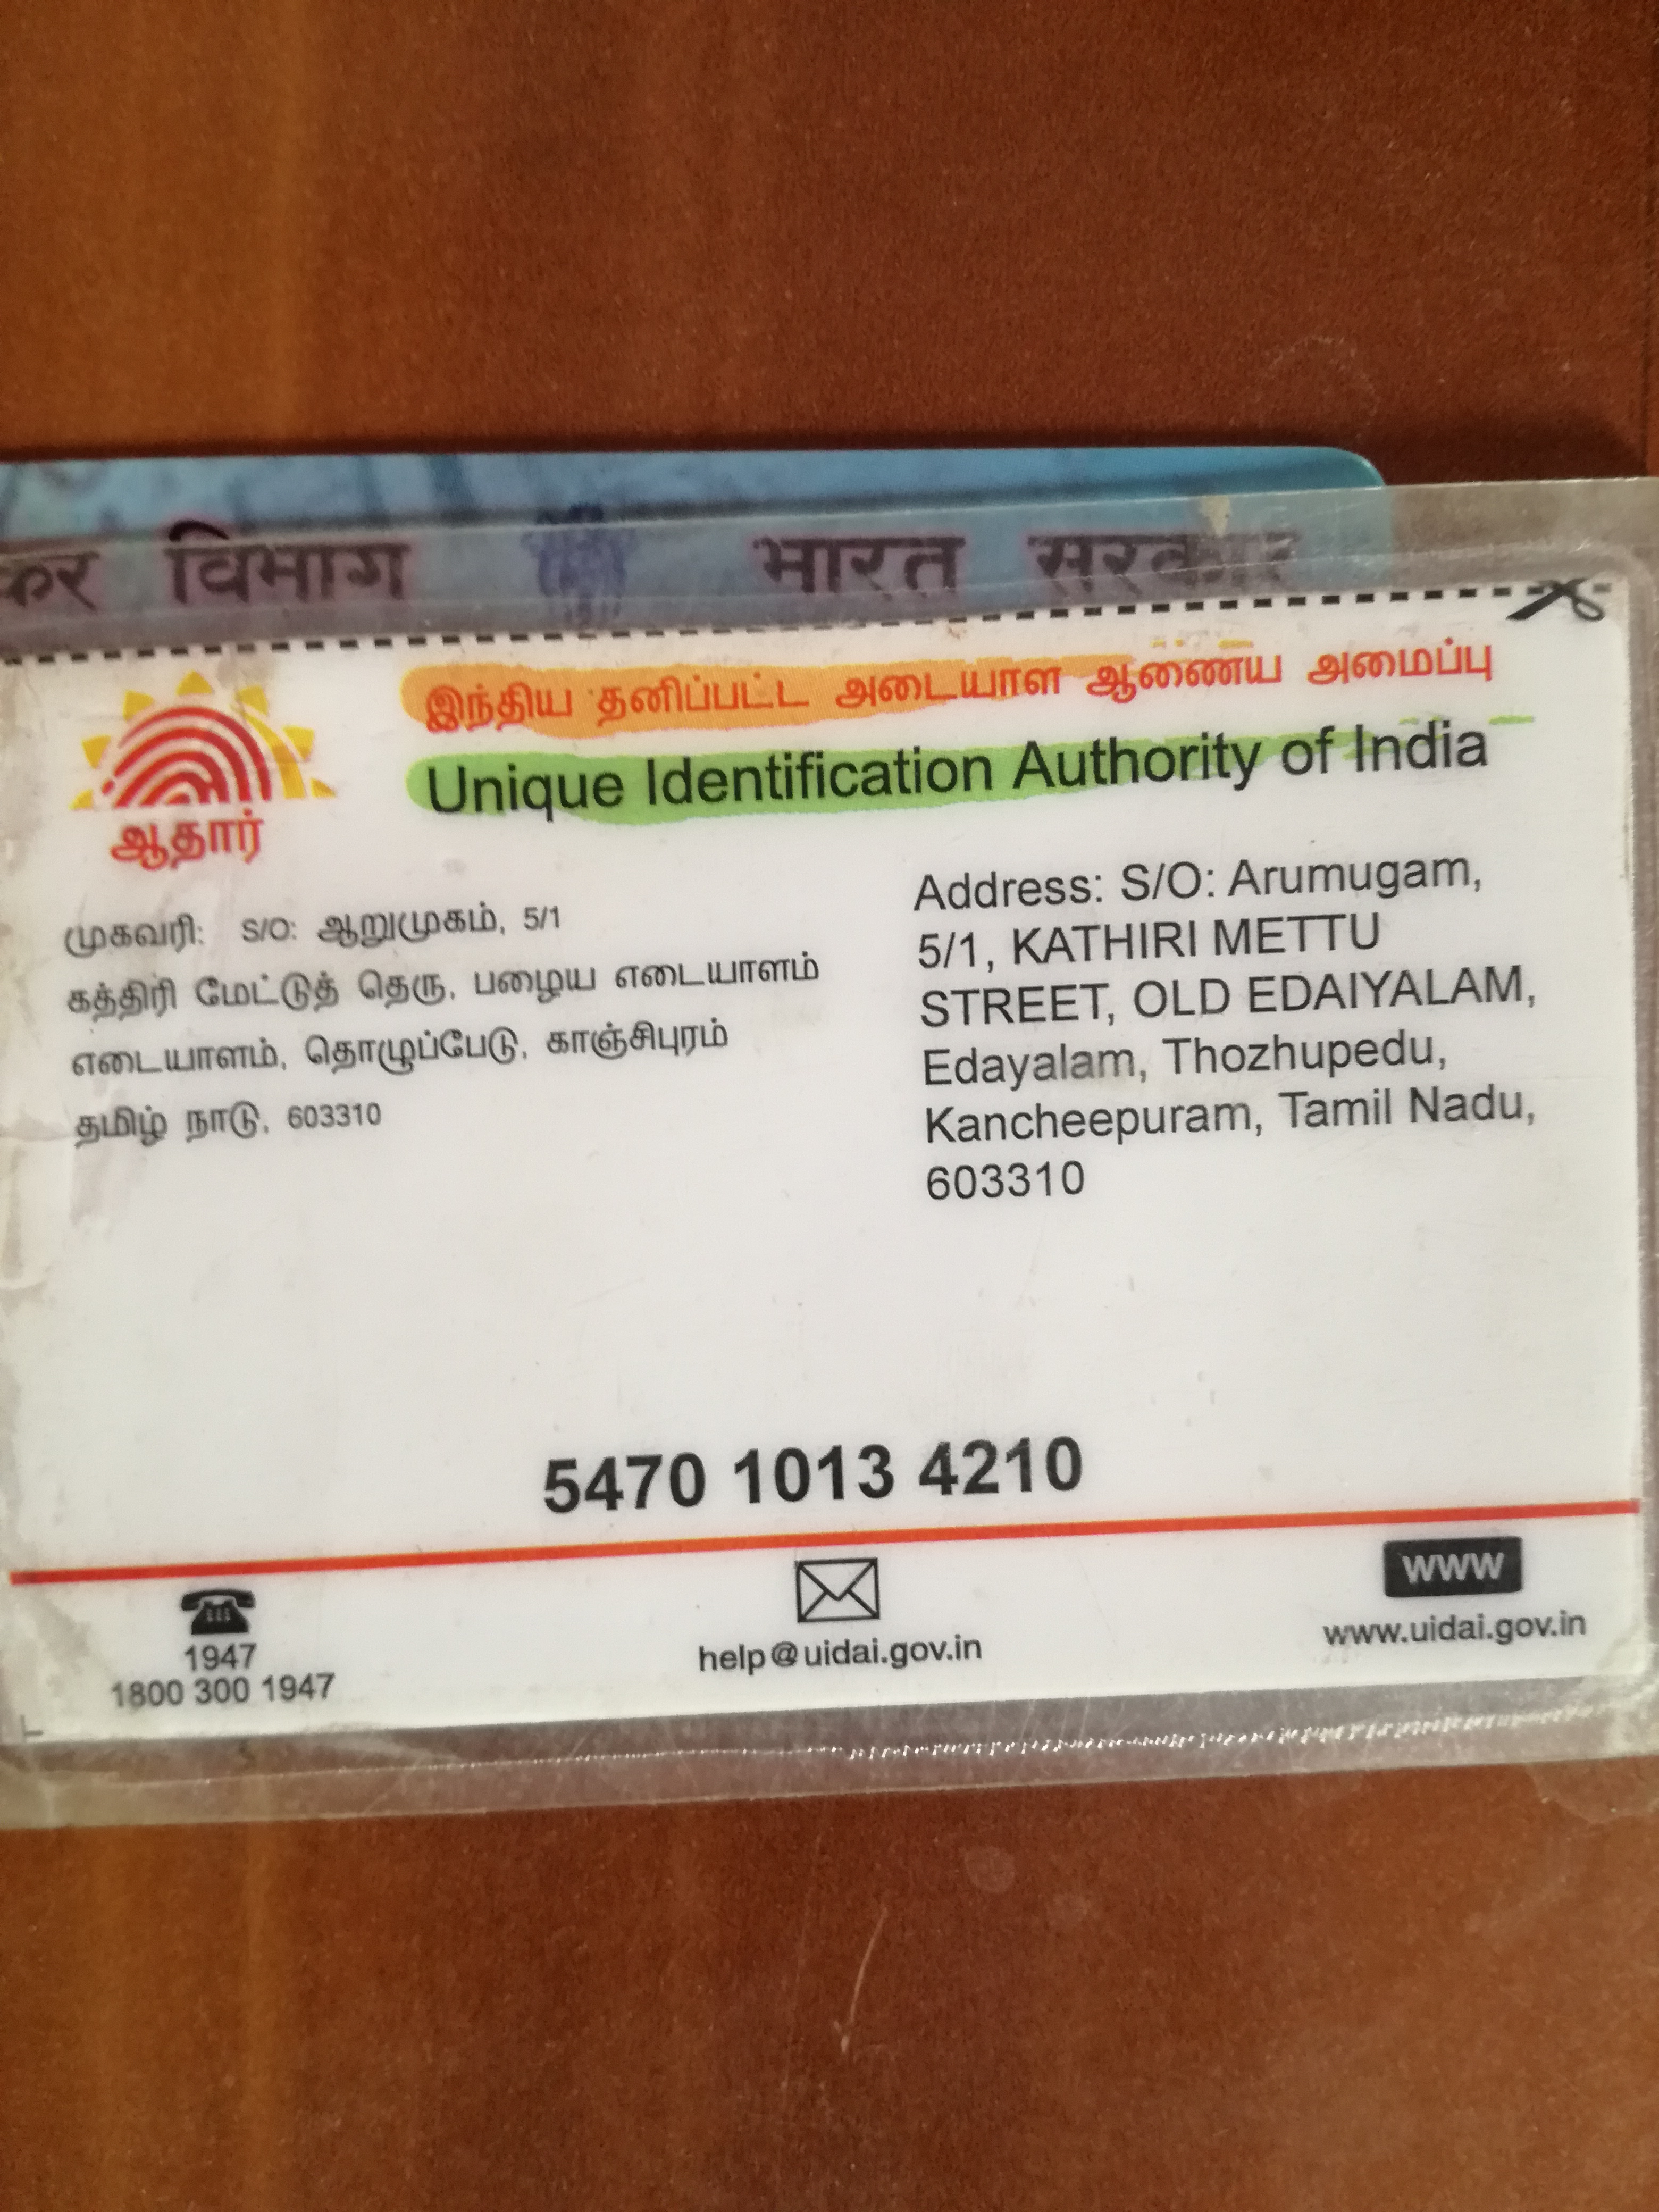 कर विभाग भारत सरकार
இந்திய தனிப்பட்ட அடையாள ஆணைய அமைப்பு
Unique Identification Authority of India
ஆதார்
முகவரி: S/O: ஆறுமுகம், 5/1
கத்திரி மேட்டுத் தெரு, பழைய எடையாளம்
எடையாளம், தொழுப்பேடு, காஞ்சிபுரம்
தமிழ் நாடு, 603310
Address: S/O: Arumugam,
5/1, KATHIRI METTU
STREET, OLD EDAIYALAM,
Edayalam, Thozhupedu,
Kancheepuram, Tamil Nadu,
603310
5470 1013 4210
1947
1800 300 1947
help@uidai.gov.in
WWW
www.uidai.gov.in